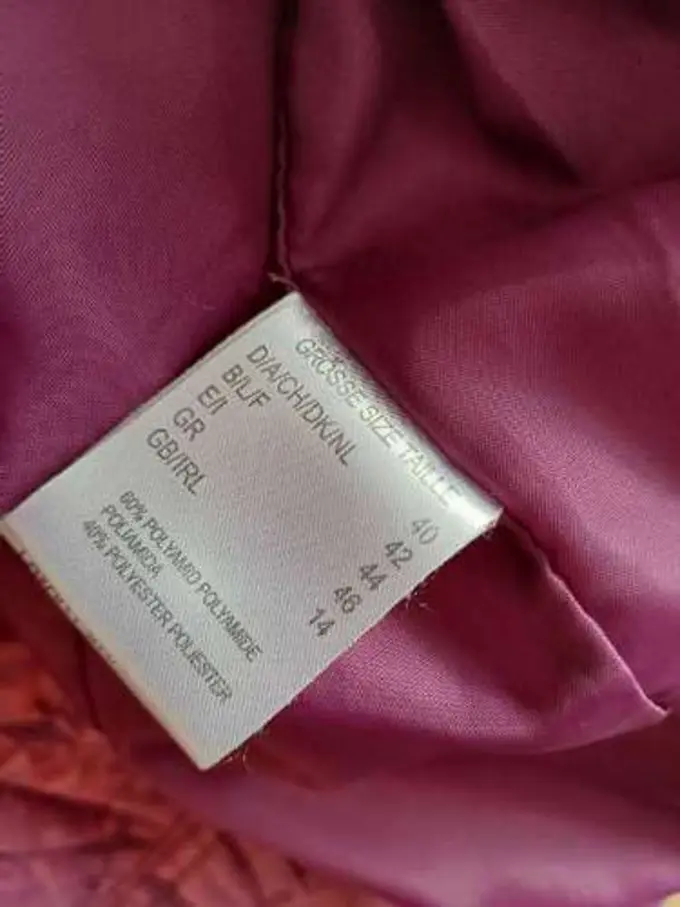 GRÖSSE SIZE TAILLE
D/A/CH/DK/NL 40
B/L/F 42
E/I 44
GR 46
GB/IRL 14
60% POLYAMID POLYAMIDE
POLIAMIDA
40% POLYESTER POLIESTER